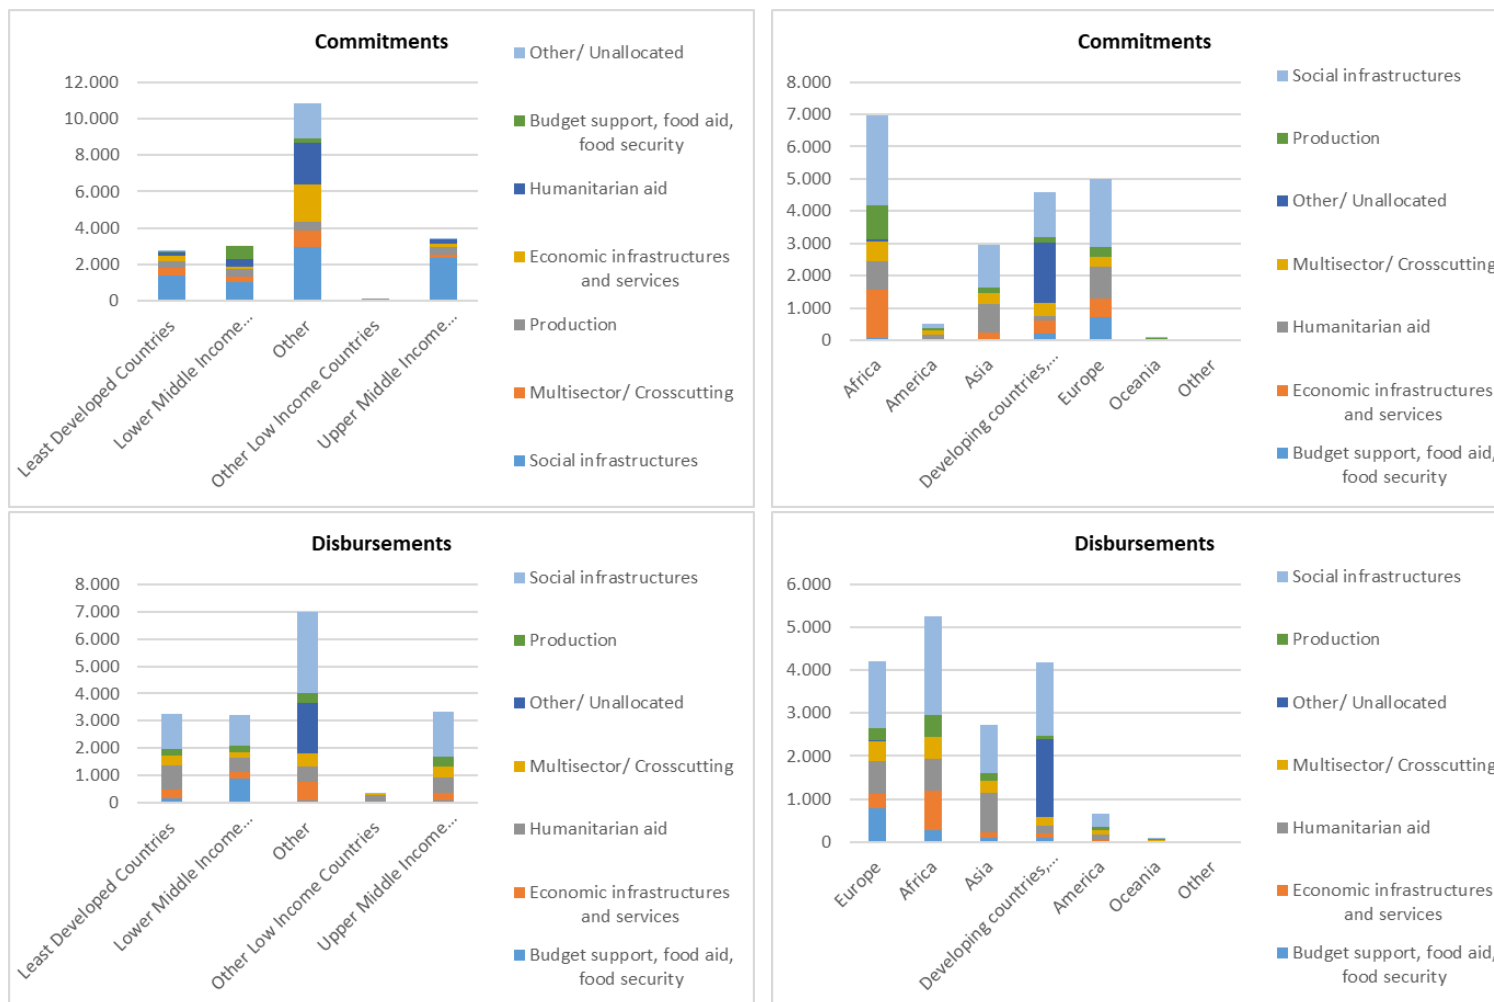 Commitments
12.000
10.000
8.000
6.000
4.000
2.000
0
Least Developed Countries
Lower Middle Income...
Other
Other Low Income Countries
Upper Middle Income...
Other/ Unallocated
Budget support, food aid,
food security
Humanitarian aid
Economic infrastructures
and services
Production
Multisector/ Crosscutting
Social infrastructures
Commitments
8.000
7.000
6.000
5.000
4.000
3.000
2.000
1.000
0
Africa
America
Asia
Developing countries,...
Europe
Oceania
Other
Social infrastructures
Production
Other/ Unallocated
Multisector/ Crosscutting
Humanitarian aid
Economic infrastructures
and services
Budget support, food aid,
food security
Disbursements
8.000
7.000
6.000
5.000
4.000
3.000
2.000
1.000
0
Least Developed Countries
Lower Middle Income...
Other
Other Low Income Countries
Upper Middle Income...
Social infrastructures
Production
Other/ Unallocated
Multisector/ Crosscutting
Humanitarian aid
Economic infrastructures
and services
Budget support, food aid,
food security
Disbursements
6.000
5.000
4.000
3.000
2.000
1.000
0
Europe
Africa
Asia
Developing countries,...
America
Oceania
Other
Social infrastructures
Production
Other/ Unallocated
Multisector/ Crosscutting
Humanitarian aid
Economic infrastructures
and services
Budget support, food aid,
food security